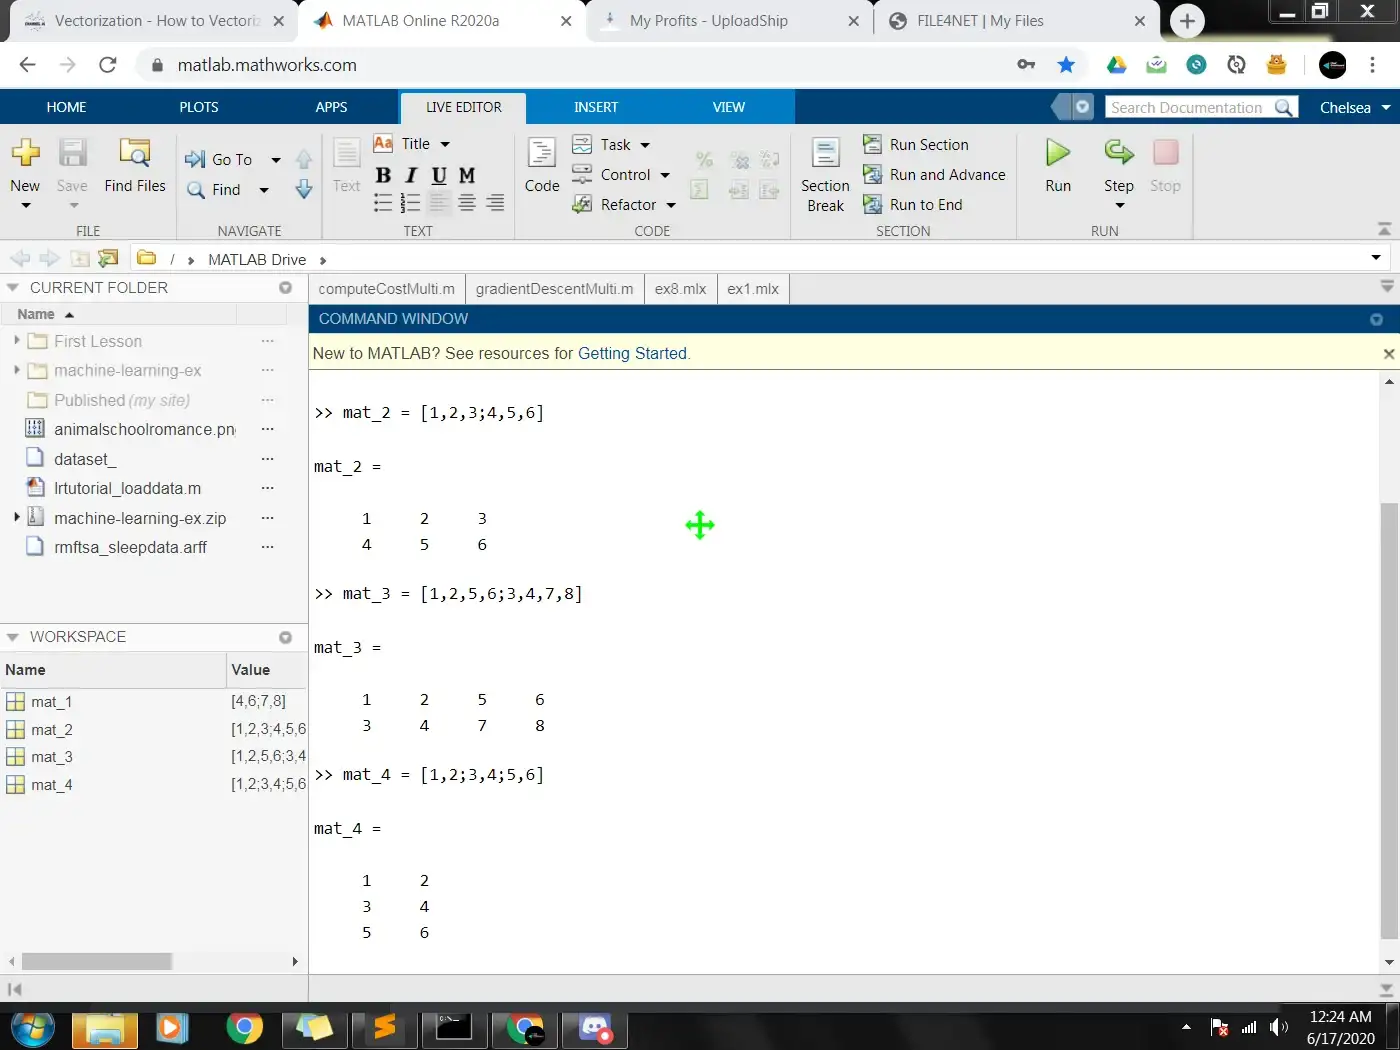 Vectorization - How to Vectoriz
MATLAB Online R2020a
My Profits - UploadShip
FILE4NET | My Files
matlab.mathworks.com
HOME PLOTS APPS LIVE EDITOR INSERT VIEW Search Documentation Chelsea
New Save Find Files
FILE
Go To
Find
NAVIGATE
Text
Aa Title
B I U M
TEXT
Code
Task
Control
Refactor
CODE
Section Break
Run Section
Run and Advance
Run to End
SECTION
Run Step Stop
RUN
/ MATLAB Drive
CURRENT FOLDER
Name
First Lesson
machine-learning-ex
Published (my site)
animalschoolromance.pn
dataset_
lrtutorial_loaddata.m
machine-learning-ex.zip
rmftsa_sleepdata.arff
WORKSPACE
Name Value
mat_1 [4,6;7,8]
mat_2 [1,2,3;4,5,6
mat_3 [1,2,5,6;3,4
mat_4 [1,2;3,4;5,6
computeCostMulti.m gradientDescentMulti.m ex8.mlx ex1.mlx
COMMAND WINDOW
New to MATLAB? See resources for Getting Started.
>> mat_2 = [1,2,3;4,5,6]
mat_2 =
1 2 3
4 5 6
>> mat_3 = [1,2,5,6;3,4,7,8]
mat_3 =
1 2 5 6
3 4 7 8
>> mat_4 = [1,2;3,4;5,6]
mat_4 =
1 2
3 4
5 6
12:24 AM
6/17/2020